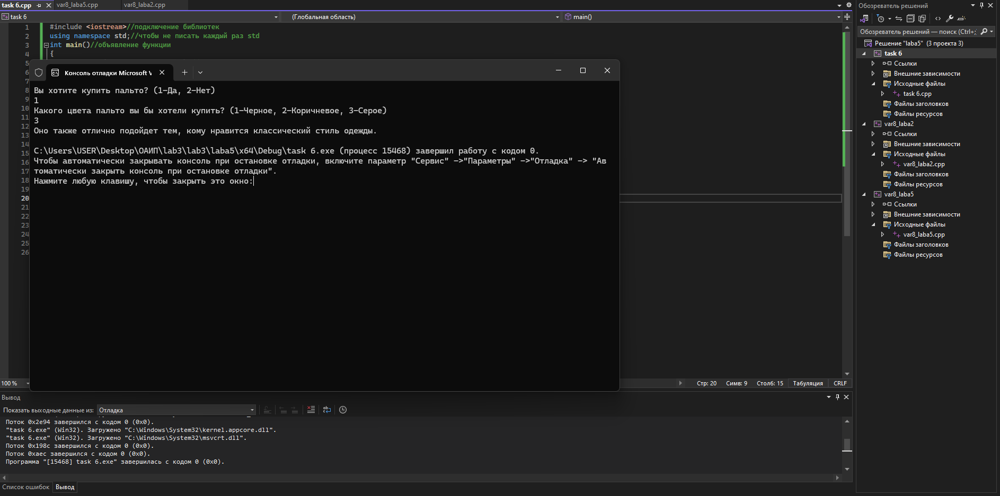 task 6.cpp var8_laba5.cpp var8_laba2.cpp
task 6 (Глобальная область) main()
1 #include <iostream>//подключение библиотек
2 using namespace std;//чтобы не писать каждый раз std
3 int main()//объявление функции
4 {
5
6
7
8
9
10
11
12
13
14
15
16
17
18
19
20
21
22
23
24
25
26
Консоль отладки Microsoft V
Вы хотите купить пальто? (1-Да, 2-Нет)
1
Какого цвета пальто вы бы хотели купить? (1-Черное, 2-Коричневое, 3-Серое)
3
Оно также отлично подойдет тем, кому нравится классический стиль одежды.
C:\Users\USER\Desktop\ОАИП\lab3\lab3\laba5\x64\Debug\task 6.exe (процесс 15468) завершил работу с кодом 0.
Чтобы автоматически закрывать консоль при остановке отладки, включите параметр "Сервис" ->"Параметры" ->"Отладка" -> "Ав
томатически закрыть консоль при остановке отладки".
Нажмите любую клавишу, чтобы закрыть это окно:
100 % Стр: 20 Симв: 9 Столб: 15 Табуляция CRLF
Вывод
Показать выходные данные из: Отладка
Поток 0x2e94 завершился с кодом 0 (0x0).
"task 6.exe" (Win32). Загружено "C:\Windows\System32\kernel.appcore.dll".
"task 6.exe" (Win32). Загружено "C:\Windows\System32\msvcrt.dll".
Поток 0x198c завершился с кодом 0 (0x0).
Поток 0xaec завершился с кодом 0 (0x0).
Программа "[15468] task 6.exe" завершилась с кодом 0 (0x0).
Список ошибок Вывод
Обозреватель решений
Обозреватель решений — поиск (Ctrl+;
Решение "laba5" (3 проекта 3)
task 6
Ссылки
Внешние зависимости
Исходные файлы
task 6.cpp
Файлы заголовков
Файлы ресурсов
var8_laba2
Ссылки
Внешние зависимости
Исходные файлы
var8_laba2.cpp
Файлы заголовков
Файлы ресурсов
var8_laba5
Ссылки
Внешние зависимости
Исходные файлы
var8_laba5.cpp
Файлы заголовков
Файлы ресурсов